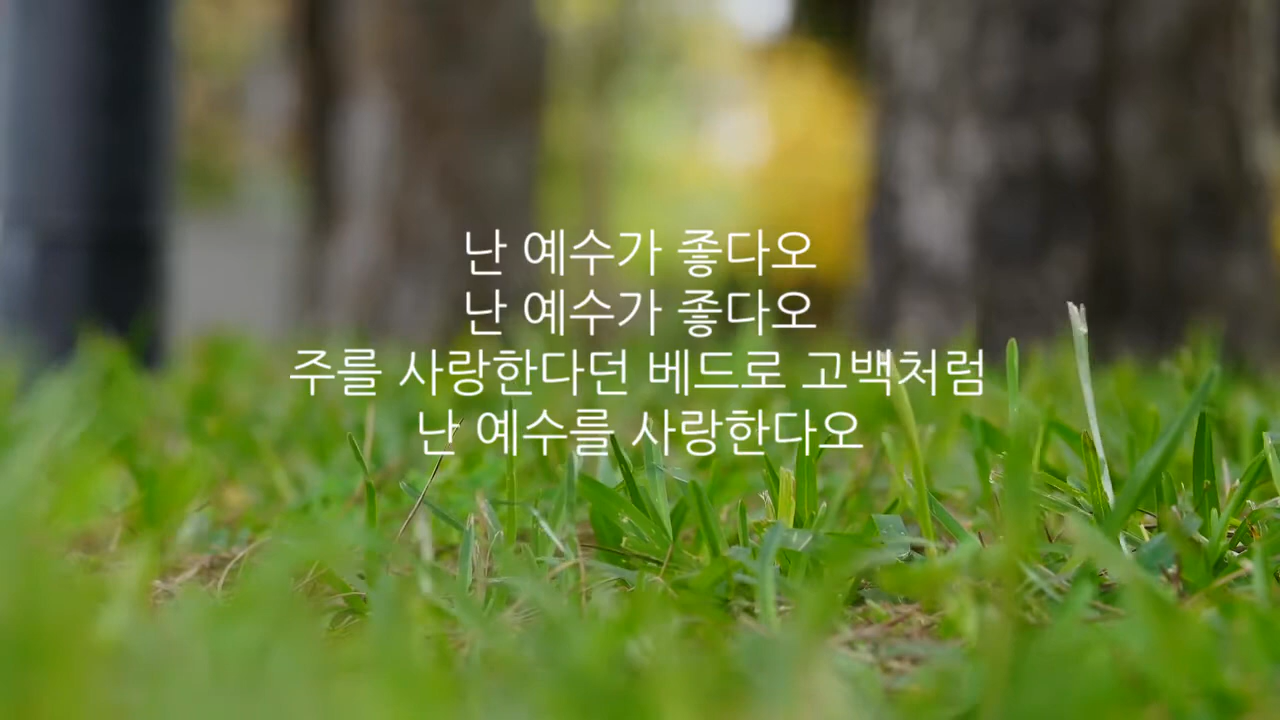 난 예수가 좋다오
난 예수가 좋다오
주를 사랑한다던 베드로 고백처럼
난 예수를 사랑한다오